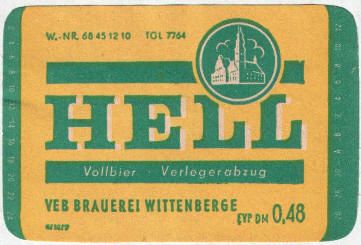 W.-NR. 68 45 12 10 TGL 7764
HELL
Vollbier · Verlegerabzug
VEB BRAUEREI WITTENBERGE
EVP DM 0,48